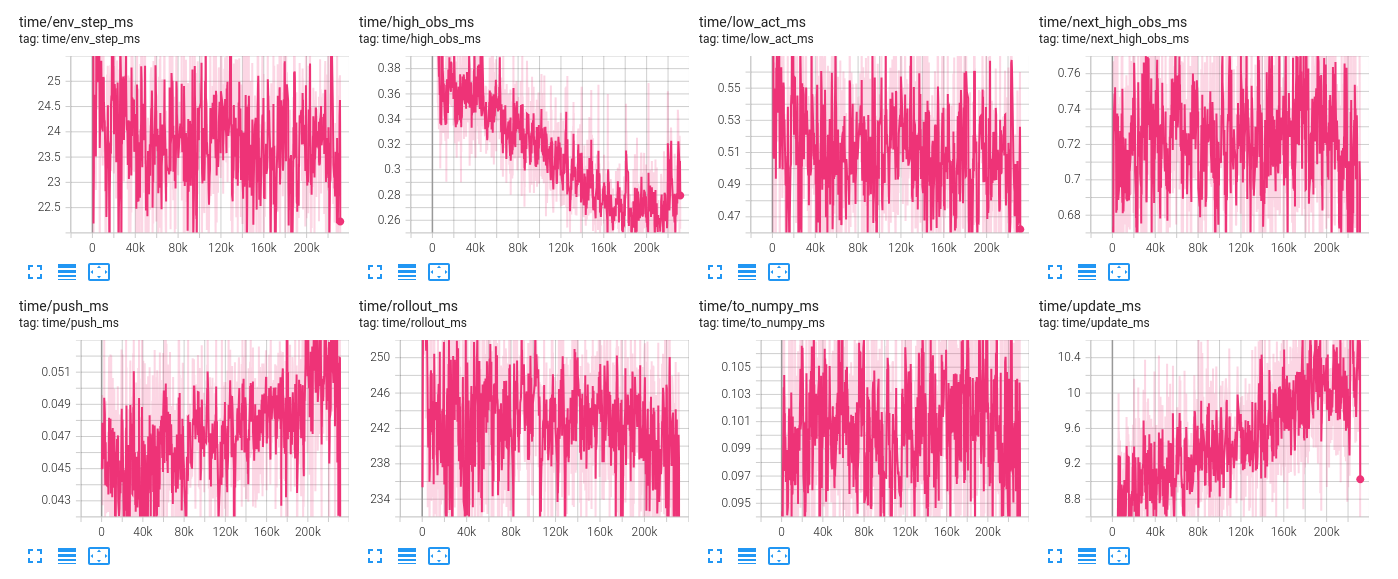 time/env_step_ms
tag: time/env_step_ms
25
24.5
24
23.5
23
22.5
0 40k 80k 120k 160k 200k
time/high_obs_ms
tag: time/high_obs_ms
0.38
0.36
0.34
0.32
0.3
0.28
0.26
0 40k 80k 120k 160k 200k
time/low_act_ms
tag: time/low_act_ms
0.55
0.53
0.51
0.49
0.47
0 40k 80k 120k 160k 200k
time/next_high_obs_ms
tag: time/next_high_obs_ms
0.76
0.74
0.72
0.7
0.68
0 40k 80k 120k 160k 200k
time/push_ms
tag: time/push_ms
0.051
0.049
0.047
0.045
0.043
0 40k 80k 120k 160k 200k
time/rollout_ms
tag: time/rollout_ms
250
246
242
238
234
0 40k 80k 120k 160k 200k
time/to_numpy_ms
tag: time/to_numpy_ms
0.105
0.103
0.101
0.099
0.097
0.095
0 40k 80k 120k 160k 200k
time/update_ms
tag: time/update_ms
10.4
10
9.6
9.2
8.8
0 40k 80k 120k 160k 200k